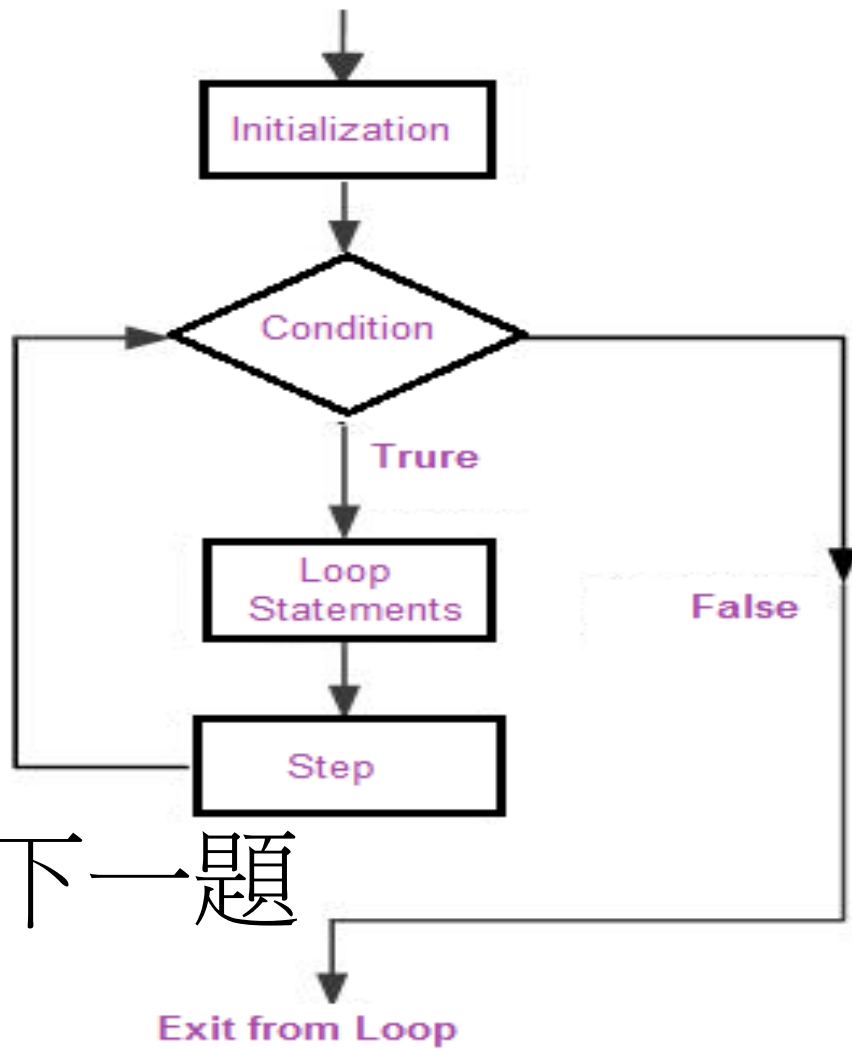 Initialization
Condition
Trure
Loop
Statements
False
Step
下一題
Exit from Loop